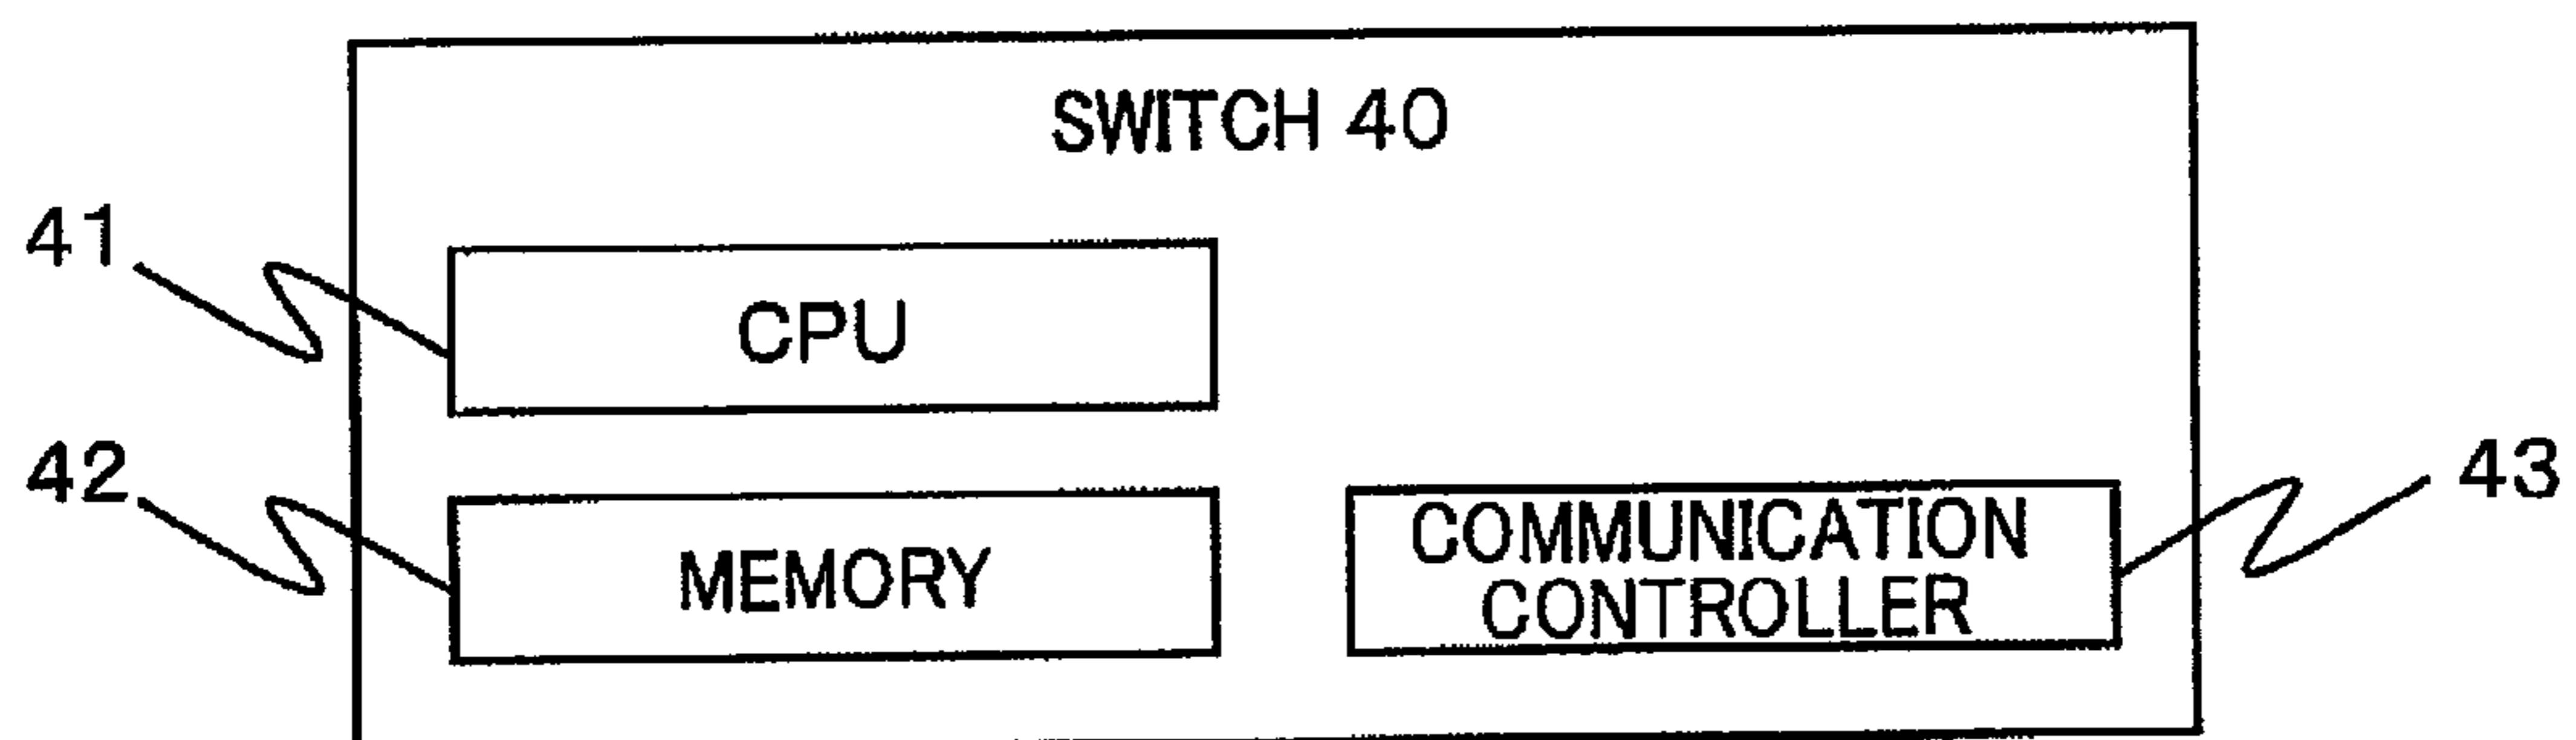 SWITCH 40
41
CPU
42
MEMORY
COMMUNICATION
CONTROLLER
43